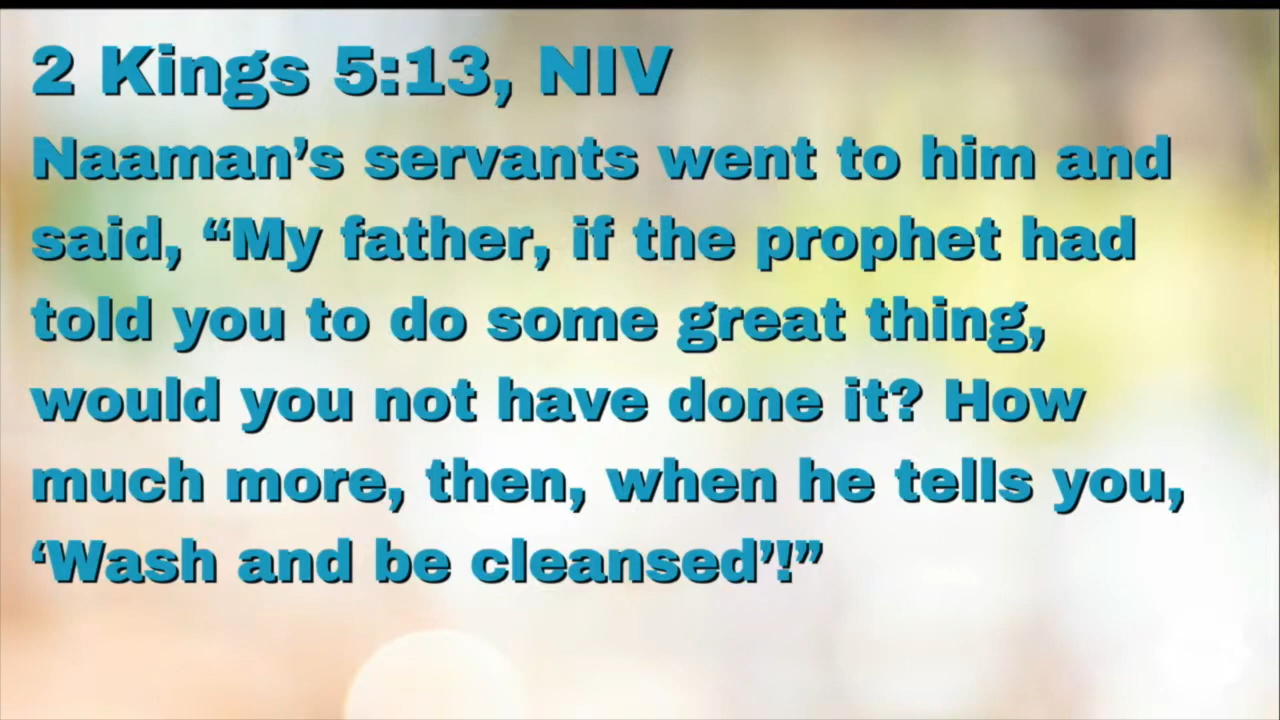 2 Kings 5:13, NIV
Naaman’s servants went to him and
said, “My father, if the prophet had
told you to do some great thing,
would you not have done it? How
much more, then, when he tells you,
‘Wash and be cleansed’!”